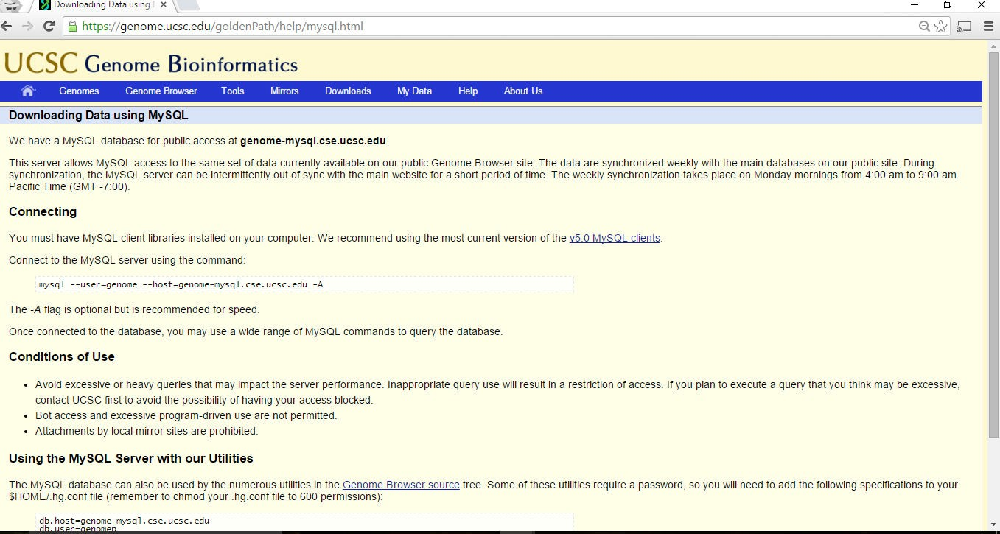 Downloading Data using
https://genome.ucsc.edu/goldenPath/help/mysql.html
UCSC Genome Bioinformatics
Genomes Genome Browser Tools Mirrors Downloads My Data Help About Us
Downloading Data using MySQL
We have a MySQL database for public access at genome-mysql.cse.ucsc.edu.
This server allows MySQL access to the same set of data currently available on our public Genome Browser site. The data are synchronized weekly with the main databases on our public site. During
synchronization, the MySQL server can be intermittently out of sync with the main website for a short period of time. The weekly synchronization takes place on Monday mornings from 4:00 am to 9:00 am
Pacific Time (GMT -7:00).
Connecting
You must have MySQL client libraries installed on your computer. We recommend using the most current version of the v5.0 MySQL clients.
Connect to the MySQL server using the command:
mysql --user=genome --host=genome-mysql.cse.ucsc.edu -A
The -A flag is optional but is recommended for speed.
Once connected to the database, you may use a wide range of MySQL commands to query the database.
Conditions of Use
• Avoid excessive or heavy queries that may impact the server performance. Inappropriate query use will result in a restriction of access. If you plan to execute a query that you think may be excessive,
contact UCSC first to avoid the possibility of having your access blocked.
• Bot access and excessive program-driven use are not permitted.
• Attachments by local mirror sites are prohibited.
Using the MySQL Server with our Utilities
The MySQL database can also be used by the numerous utilities in the Genome Browser source tree. Some of these utilities require a password, so you will need to add the following specifications to your
$HOME/.hg.conf file (remember to chmod your .hg.conf file to 600 permissions):
db.host=genome-mysql.cse.ucsc.edu
db.user=genomep